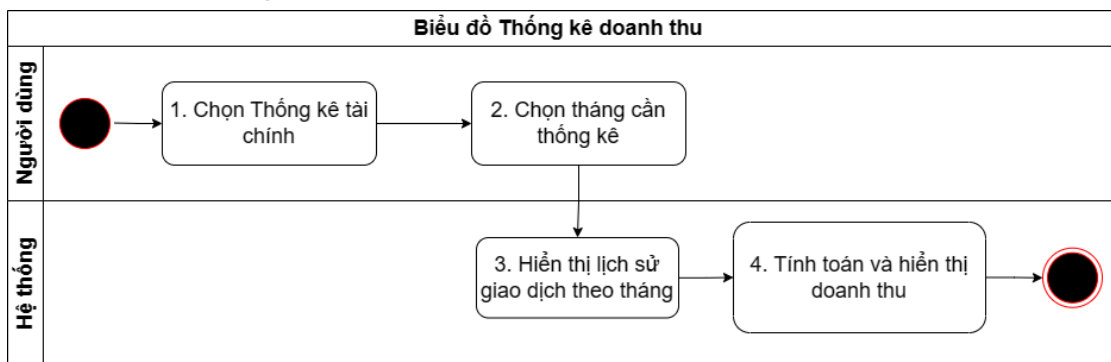 Biểu đồ Thống kê doanh thu
Người dùng
1. Chọn Thống kê tài
chính
2. Chọn tháng cần
thống kê
Hệ thống
3. Hiển thị lịch sử
giao dịch theo tháng
4. Tính toán và hiển thị
doanh thu